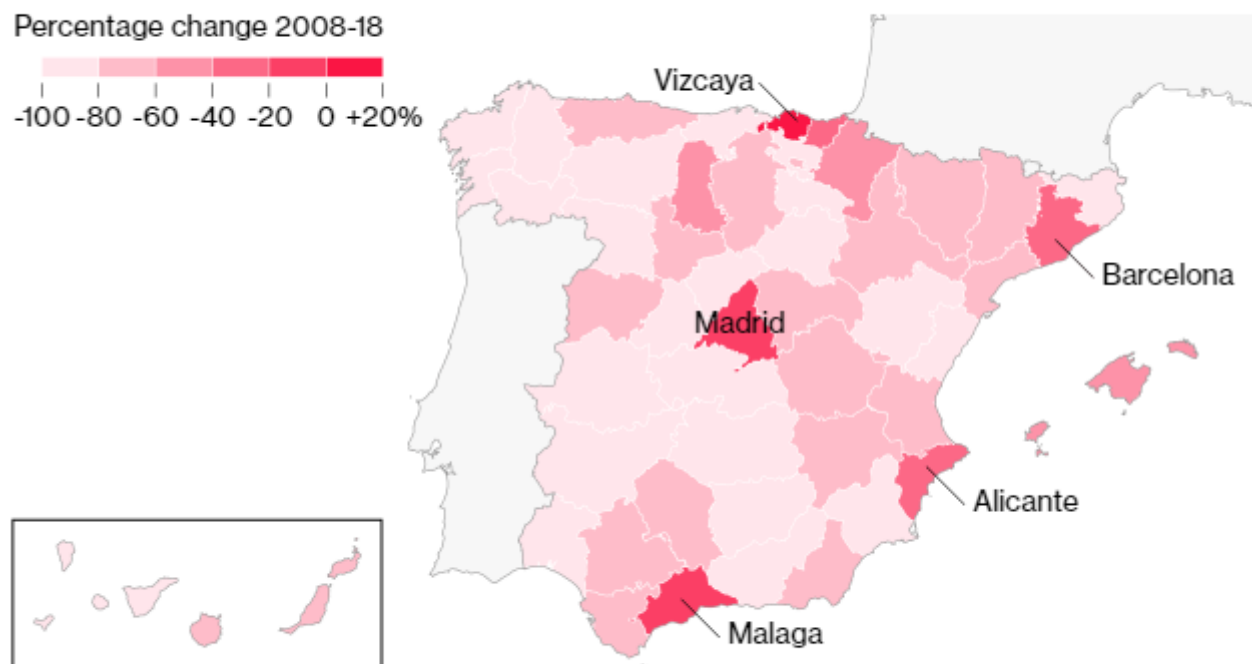 Percentage change 2008-18
-100 -80 -60 -40 -20 0 +20%
Vizcaya
Barcelona
Madrid
Alicante
Malaga